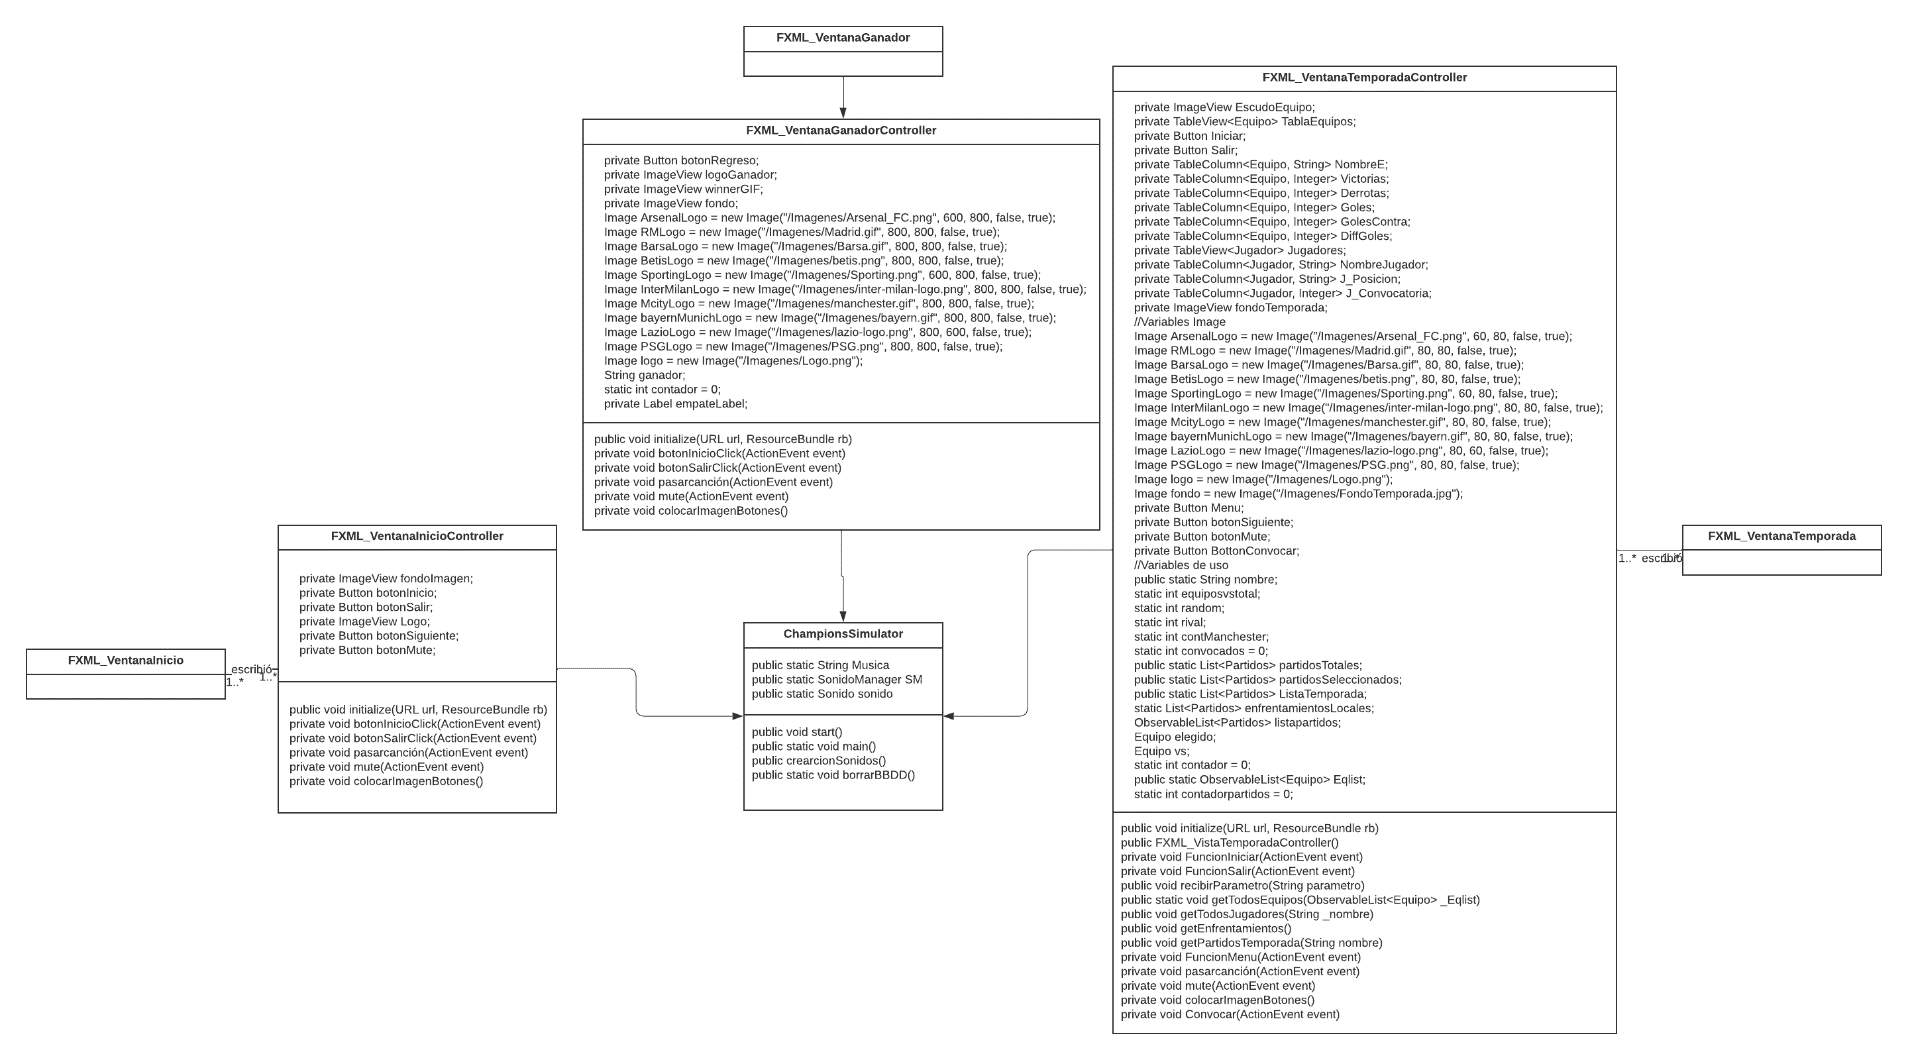 FXML_VentanaGanador
FXML_VentanaGanadorController
private Button botonRegreso;
private ImageView logoGanador;
private ImageView winnerGIF;
private ImageView fondo;
Image ArsenalLogo = new Image("/Imagenes/Arsenal_FC.png", 600, 800, false, true);
Image RMLogo = new Image("/Imagenes/Madrid.gif", 800, 800, false, true);
Image BarsaLogo = new Image("/Imagenes/Barsa.gif", 800, 800, false, true);
Image BetisLogo = new Image("/Imagenes/betis.png", 800, 800, false, true);
Image SportingLogo = new Image("/Imagenes/Sporting.png", 600, 800, false, true);
Image InterMilanLogo = new Image("/Imagenes/inter-milan-logo.png", 800, 800, false, true);
Image McityLogo = new Image("/Imagenes/manchester.gif", 800, 800, false, true);
Image bayernMunichLogo = new Image("/Imagenes/bayern.gif", 800, 800, false, true);
Image LazioLogo = new Image("/Imagenes/lazio-logo.png", 800, 600, false, true);
Image PSGLogo = new Image("/Imagenes/PSG.png", 800, 800, false, true);
Image logo = new Image("/Imagenes/Logo.png");
String ganador;
static int contador = 0;
private Label empateLabel;
public void initialize(URL url, ResourceBundle rb)
private void botonInicioClick(ActionEvent event)
private void botonSalirClick(ActionEvent event)
private void pasarcanción(ActionEvent event)
private void mute(ActionEvent event)
private void colocarImagenBotones()
FXML_VentanaInicio
escribió
1..*
1..*
FXML_VentanaInicioController
private ImageView fondoImagen;
private Button botonInicio;
private Button botonSalir;
private ImageView Logo;
private Button botonSiguiente;
private Button botonMute;
public void initialize(URL url, ResourceBundle rb)
private void botonInicioClick(ActionEvent event)
private void botonSalirClick(ActionEvent event)
private void pasarcanción(ActionEvent event)
private void mute(ActionEvent event)
private void colocarImagenBotones()
ChampionsSimulator
public static String Musica
public static SonidoManager SM
public static Sonido sonido
public void start()
public static void main()
public crearcionSonidos()
public static void borrarBBDD()
FXML_VentanaTemporadaController
private ImageView EscudoEquipo;
private TableView<Equipo> TablaEquipos;
private Button Iniciar;
private Button Salir;
private TableColumn<Equipo, String> NombreE;
private TableColumn<Equipo, Integer> Victorias;
private TableColumn<Equipo, Integer> Derrotas;
private TableColumn<Equipo, Integer> Goles;
private TableColumn<Equipo, Integer> GolesContra;
private TableColumn<Equipo, Integer> DiffGoles;
private TableView<Jugador> Jugadores;
private TableColumn<Jugador, String> NombreJugador;
private TableColumn<Jugador, String> J_Posicion;
private TableColumn<Jugador, Integer> J_Convocatoria;
private ImageView fondoTemporada;
//Variables Image
Image ArsenalLogo = new Image("/Imagenes/Arsenal_FC.png", 60, 80, false, true);
Image RMLogo = new Image("/Imagenes/Madrid.gif", 80, 80, false, true);
Image BarsaLogo = new Image("/Imagenes/Barsa.gif", 80, 80, false, true);
Image BetisLogo = new Image("/Imagenes/betis.png", 80, 80, false, true);
Image SportingLogo = new Image("/Imagenes/Sporting.png", 60, 80, false, true);
Image InterMilanLogo = new Image("/Imagenes/inter-milan-logo.png", 80, 80, false, true);
Image McityLogo = new Image("/Imagenes/manchester.gif", 80, 80, false, true);
Image bayernMunichLogo = new Image("/Imagenes/bayern.gif", 80, 80, false, true);
Image LazioLogo = new Image("/Imagenes/lazio-logo.png", 80, 60, false, true);
Image PSGLogo = new Image("/Imagenes/PSG.png", 80, 80, false, true);
Image logo = new Image("/Imagenes/Logo.png");
Image fondo = new Image("/Imagenes/FondoTemporada.jpg");
private Button Menu;
private Button botonSiguiente;
private Button botonMute;
private Button BottonConvocar;
//Variables de uso
public static String nombre;
static int equiposvstotal;
static int random;
static int rival;
static int contManchester;
static int convocados = 0;
public static List<Partidos> partidosTotales;
public static List<Partidos> partidosSeleccionados;
public static List<Partidos> ListaTemporada;
static List<Partidos> enfrentamientosLocales;
ObservableList<Partidos> listapartidos;
Equipo elegido;
Equipo vs;
static int contador = 0;
public static ObservableList<Equipo> Eqlist;
static int contadorpartidos = 0;
public void initialize(URL url, ResourceBundle rb)
public FXML_VistaTemporadaController()
private void FuncionIniciar(ActionEvent event)
private void FuncionSalir(ActionEvent event)
public void recibirParametro(String parametro)
public static void getTodosEquipos(ObservableList<Equipo> _Eqlist)
public void getTodosJugadores(String _nombre)
public void getEnfrentamientos()
public void getPartidosTemporada(String nombre)
private void FuncionMenu(ActionEvent event)
private void pasarcanción(ActionEvent event)
private void mute(ActionEvent event)
private void colocarImagenBotones()
private void Convocar(ActionEvent event)
1..*
escribió
1..*
FXML_VentanaTemporada